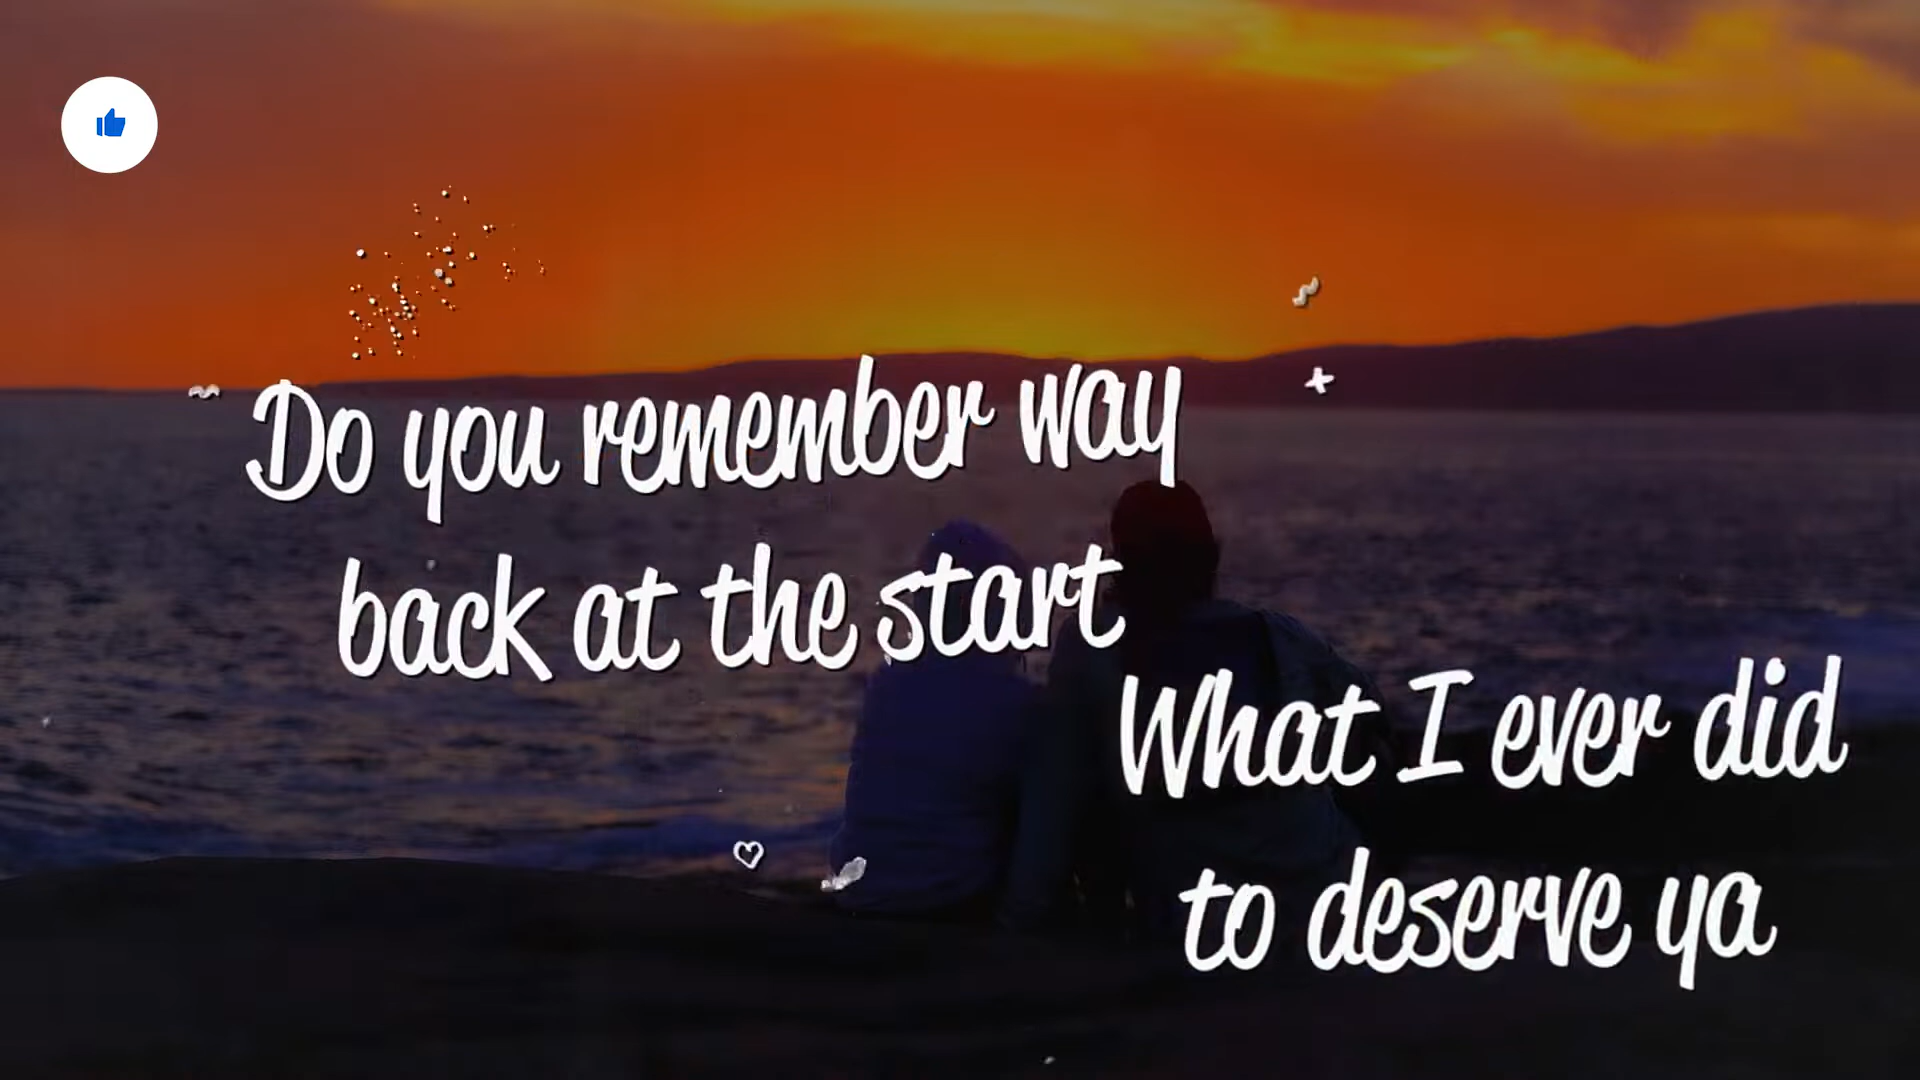 Do you remember way
back at the start
What I ever did
to deserve ya